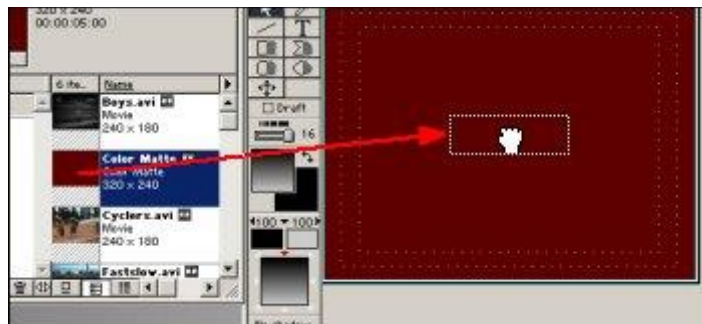 320 x 240
00:00:05:00
6 ite...
Name
Boys.avi
Movie
240 x 180
Color Matte
Color Matte
320 x 240
Cyclers.avi
Movie
240 x 180
Fastslow.avi
T
Draft
16
100
100